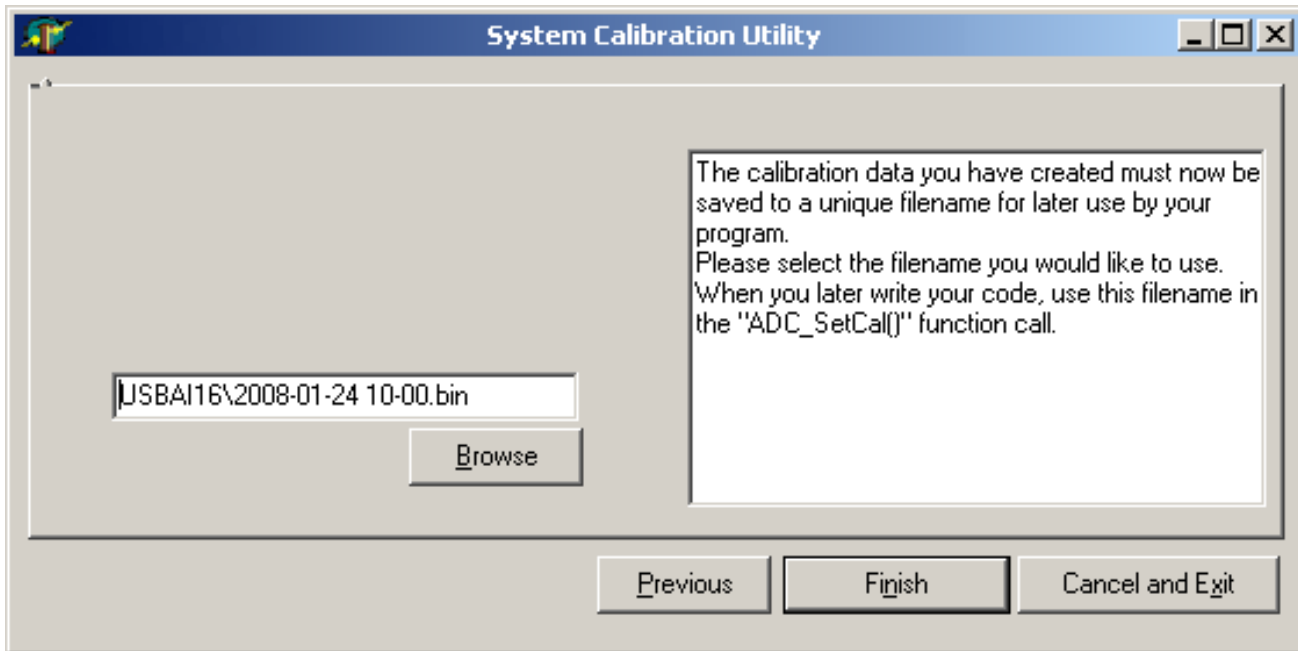 System Calibration Utility
The calibration data you have created must now be
saved to a unique filename for later use by your
program.
Please select the filename you would like to use.
When you later write your code, use this filename in
the "ADC_SetCal()" function call.
USBAI16\2008-01-24 10-00.bin
Browse
Previous
Finish
Cancel and Exit